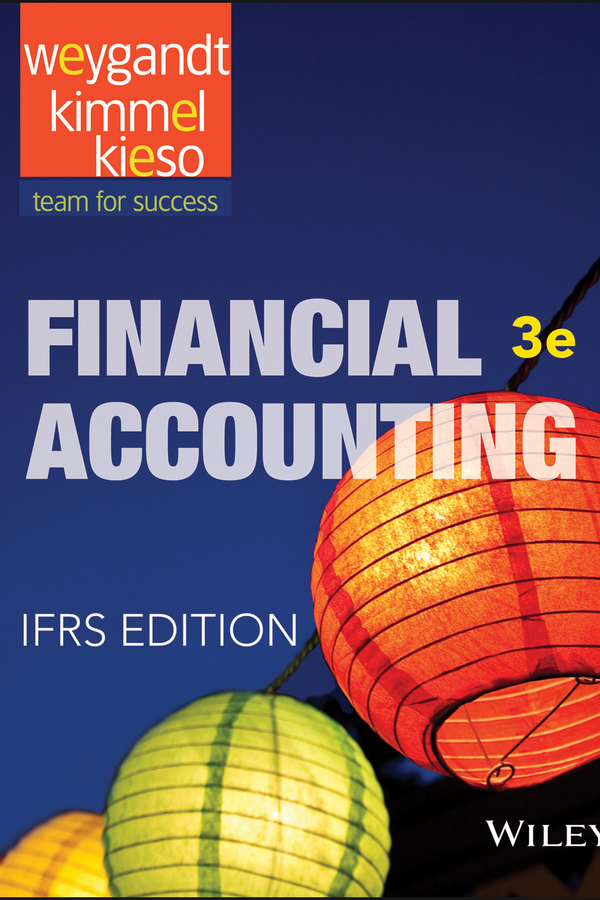 weygandt
kimmel
kieso
team for success
FINANCIAL 3e
ACCOUNTING
IFRS EDITION
WILEY